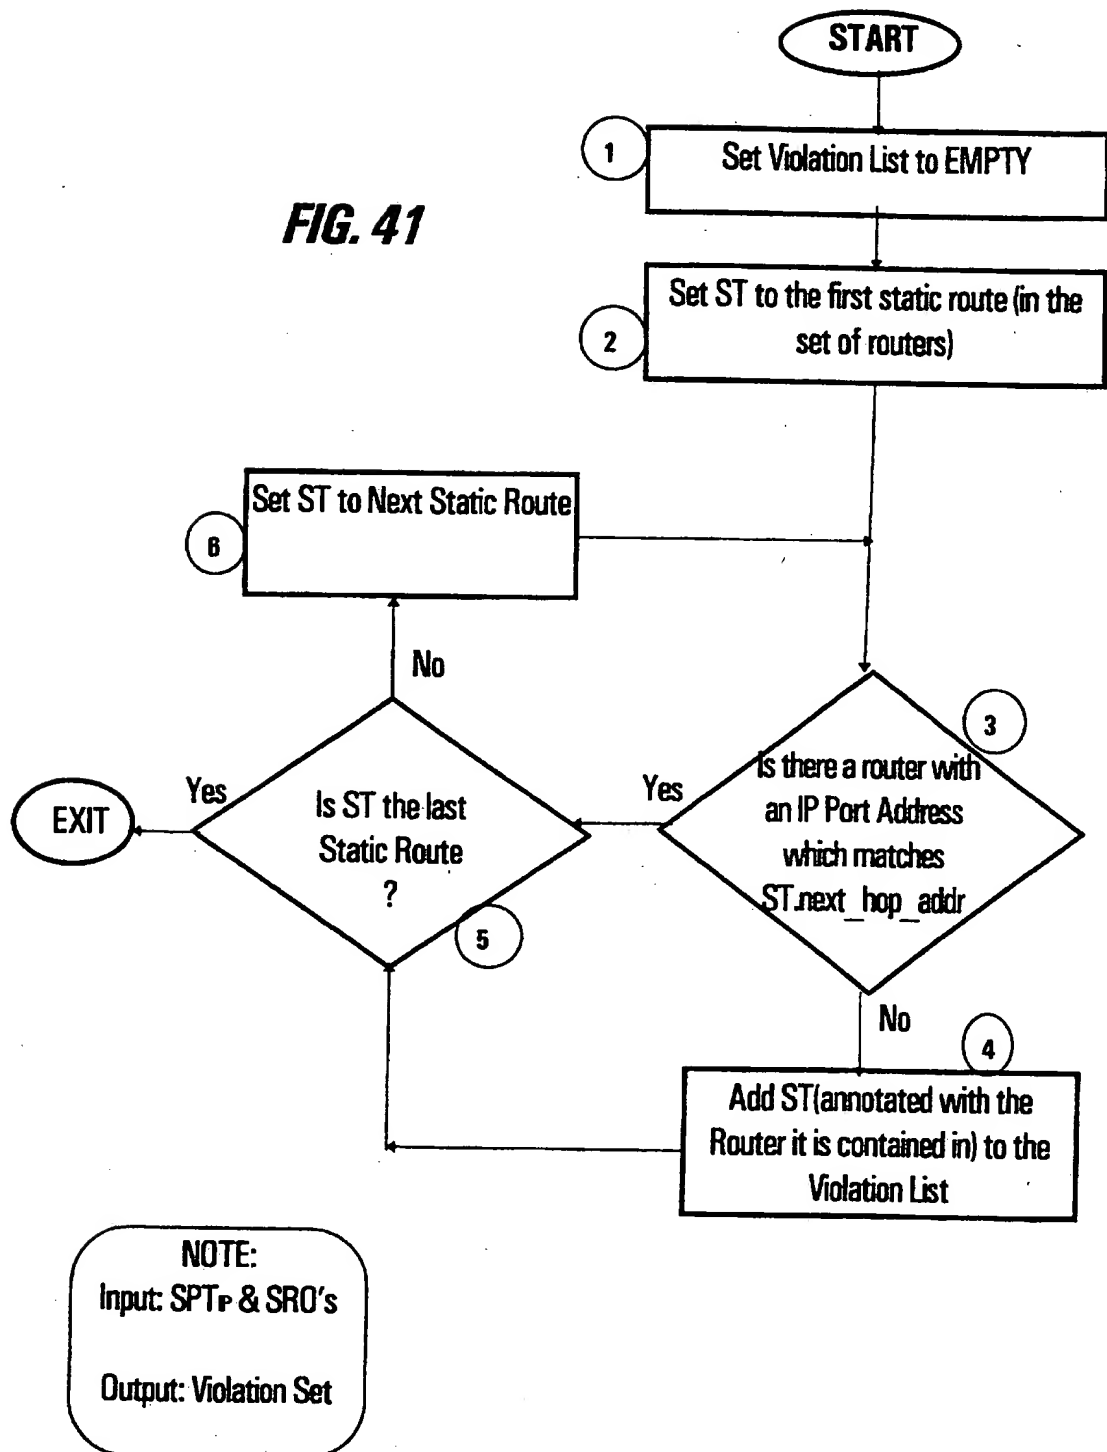 START
1
Set Violation List to EMPTY
FIG. 41
2
Set ST to the first static route (in the
set of routers)
6
Set ST to Next Static Route
No
3
Is there a router with
an IP Port Address
which matches
ST.next_hop_addr
Yes
Is ST the last
Static Route
?
5
Yes
EXIT
No
4
Add ST(annotated with the
Router it is contained in) to the
Violation List
NOTE:
Input: SPTP & SRO's
Output: Violation Set